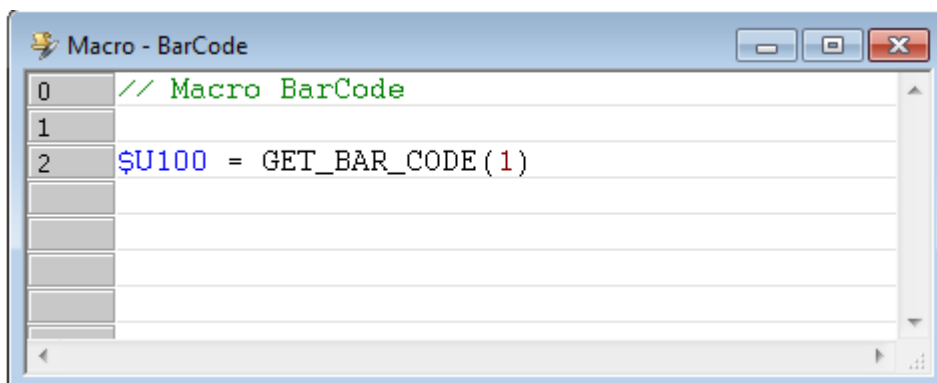 Macro - BarCode
0 // Macro BarCode
1
2 $U100 = GET_BAR_CODE(1)